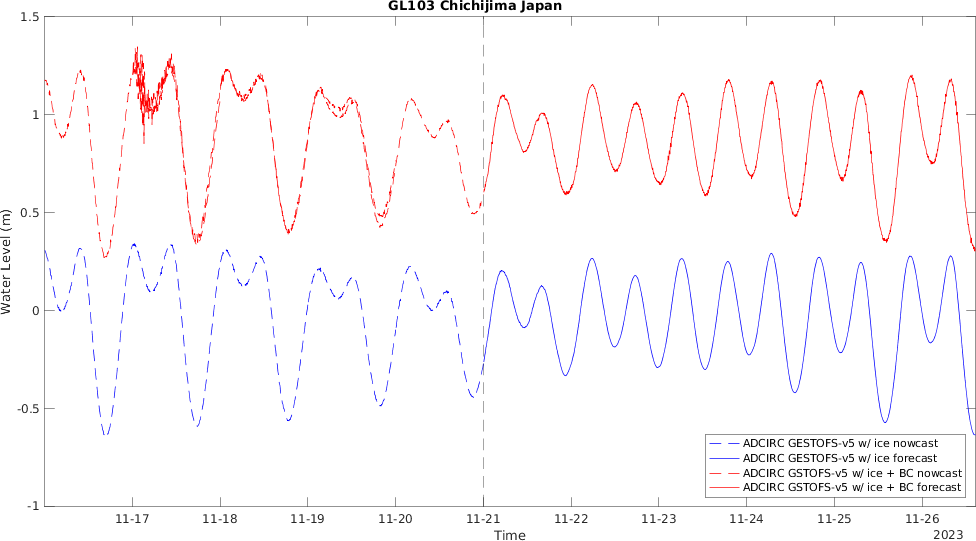 GL103 Chichijima Japan
1.5
1
0.5
0
-0.5
-1
Water Level (m)
ADCIRC GESTOFS-v5 w/ ice nowcast
ADCIRC GESTOFS-v5 w/ ice forecast
ADCIRC GSTOFS-v5 w/ ice + BC nowcast
ADCIRC GSTOFS-v5 w/ ice + BC forecast
11-17 11-18 11-19 11-20 11-21 11-22 11-23 11-24 11-25 11-26
Time
2023